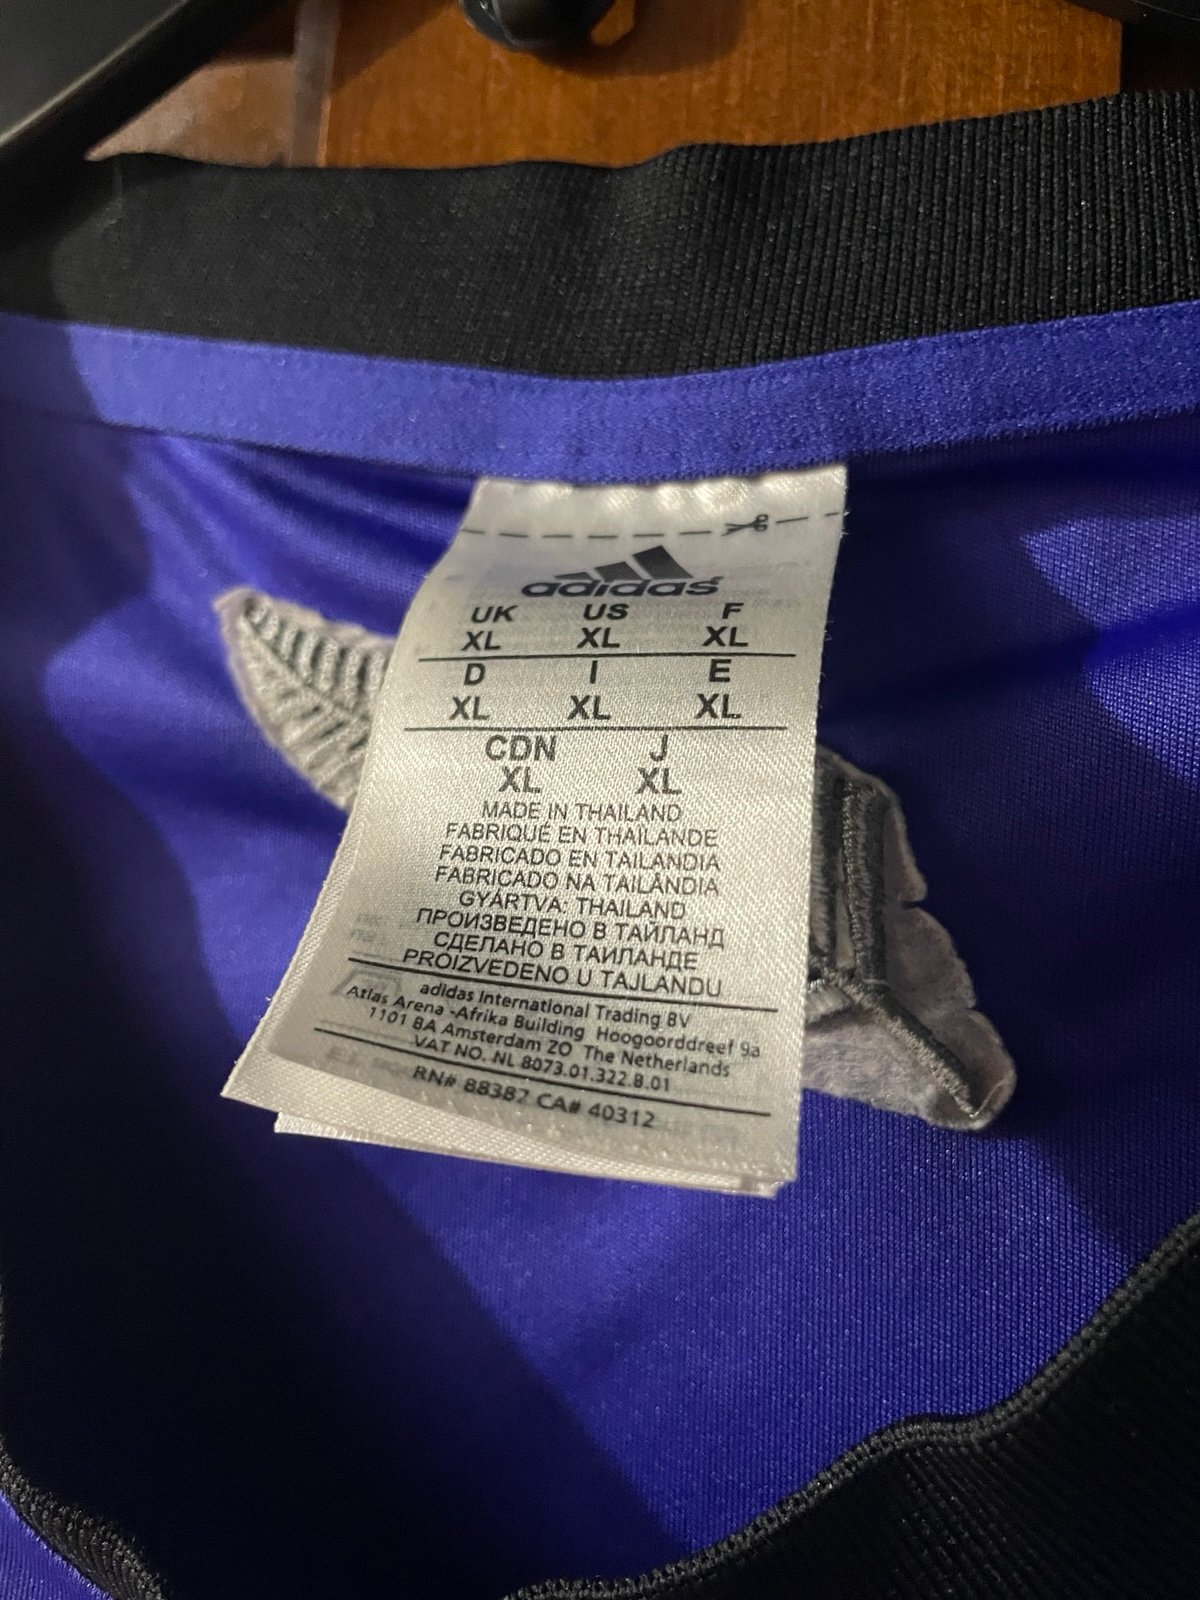 adidas
UK US F
XL XL XL
D I E
XL XL XL
CDN J
XL XL
MADE IN THAILAND
FABRIQUÉ EN THAÏLANDE
FABRICADO EN TAILANDIA
FABRICADO NA TAILÂNDIA
GYÁRTVA: THAILAND
ПРОИЗВЕДЕНО В ТАЙЛАНД
СДЕЛАНО В ТАИЛАНДЕ
PROIZVEDENO U TAJLANDU
adidas International Trading BV
Atlas Arena -Afrika Building Hoogoorddreef 9a
1101 BA Amsterdam ZO The Netherlands
VAT NO. NL 8073.01.322.B.01
RN# 88387 CA# 40312